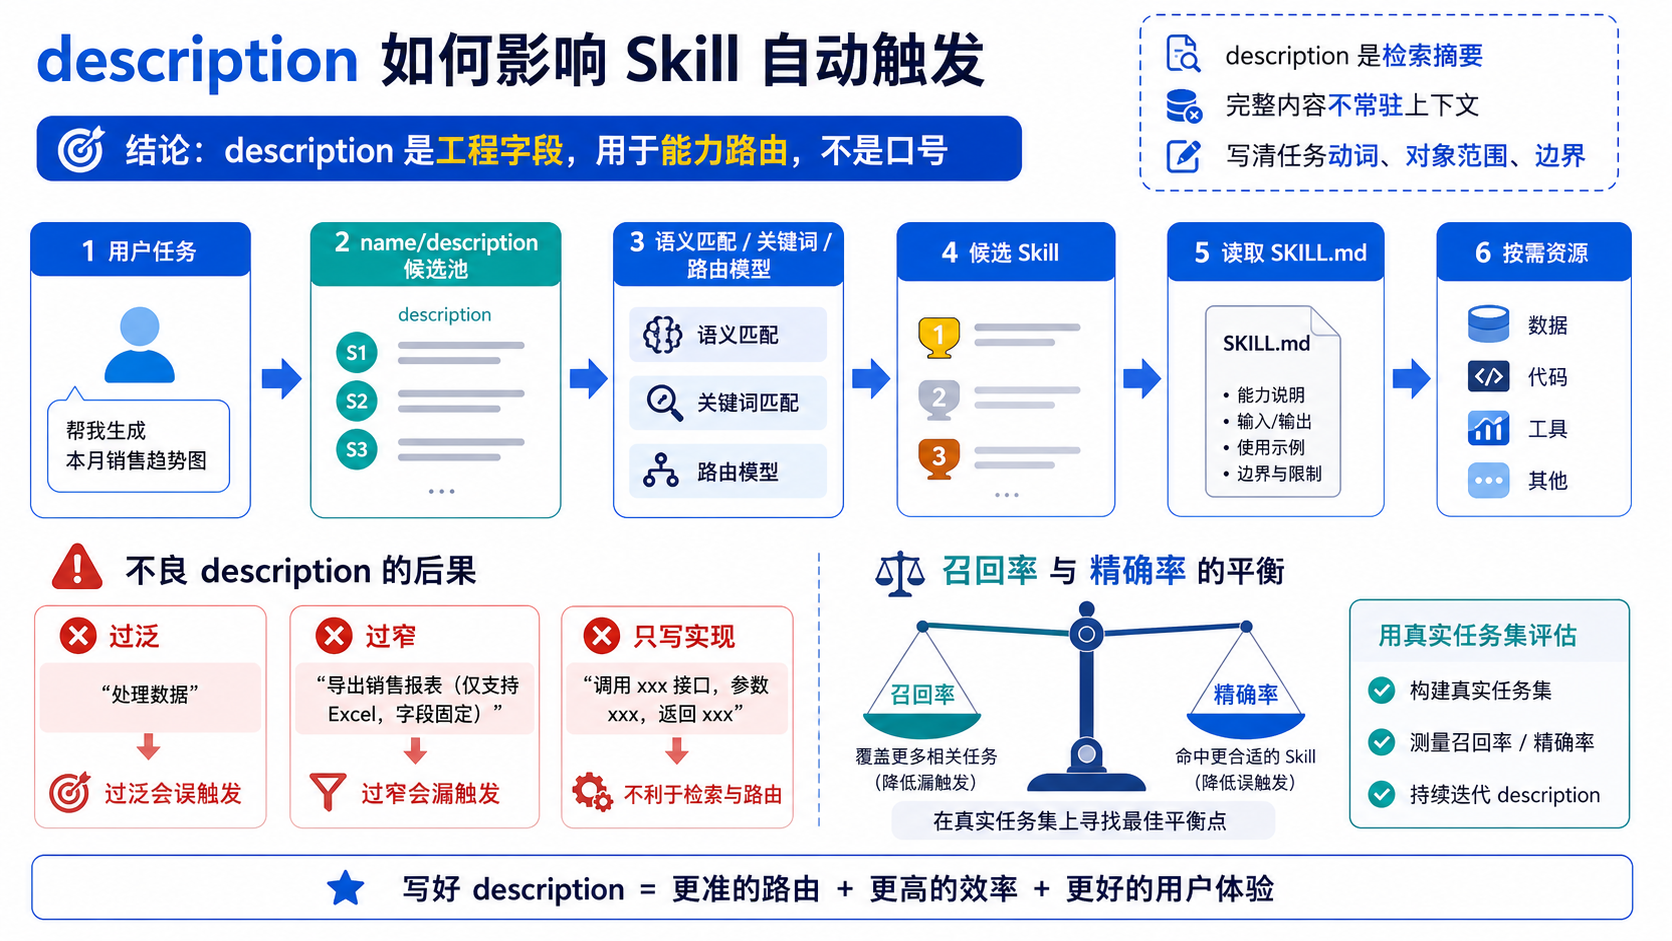 description 如何影响 Skill 自动触发
结论：description 是工程字段，用于能力路由，不是口号
description 是检索摘要
完整内容不常驻上下文
写清任务动词、对象范围、边界
1 用户任务
帮我生成
本月销售趋势图
2 name/description
候选池
description
S1
S2
S3
...
3 语义匹配 / 关键词 /
路由模型
语义匹配
关键词匹配
路由模型
4 候选 Skill
1
2
3
...
5 读取 SKILL.md
SKILL.md
• 能力说明
• 输入/输出
• 使用示例
• 边界与限制
6 按需资源
数据
</> 代码
工具
其他
不良 description 的后果
过泛
“处理数据”
过泛会误触发
过窄
“导出销售报表（仅支持
Excel，字段固定）”
过窄会漏触发
只写实现
“调用 xxx 接口，参数
xxx，返回 xxx”
不利于检索与路由
召回率 与 精确率 的平衡
召回率
覆盖更多相关任务
（降低漏触发）
精确率
命中更合适的 Skill
（降低误触发）
在真实任务集上寻找最佳平衡点
用真实任务集评估
构建真实任务集
测量召回率 / 精确率
持续迭代 description
写好 description = 更准的路由 + 更高的效率 + 更好的用户体验